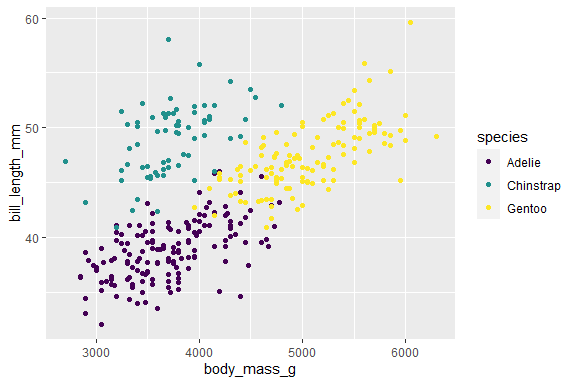 60
50
40
bill_length_mm
3000 4000 5000 6000
body_mass_g
species
Adelie
Chinstrap
Gentoo